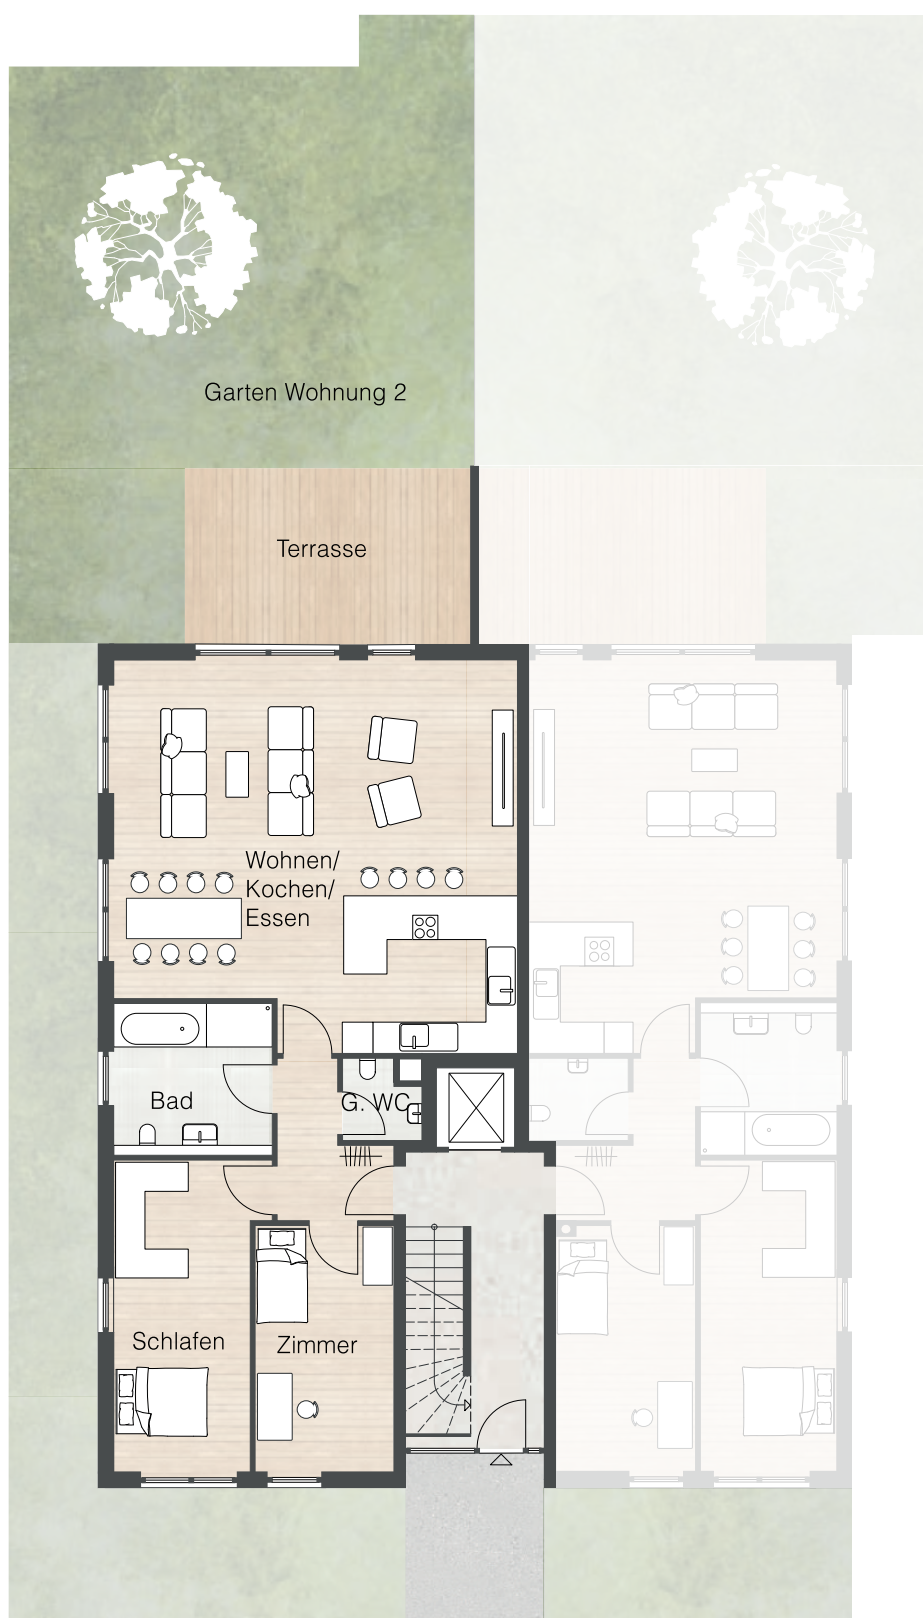 Garten Wohnung 2
Terrasse
Wohnen/
Kochen/
Essen
Bad
G. WC
Schlafen
Zimmer